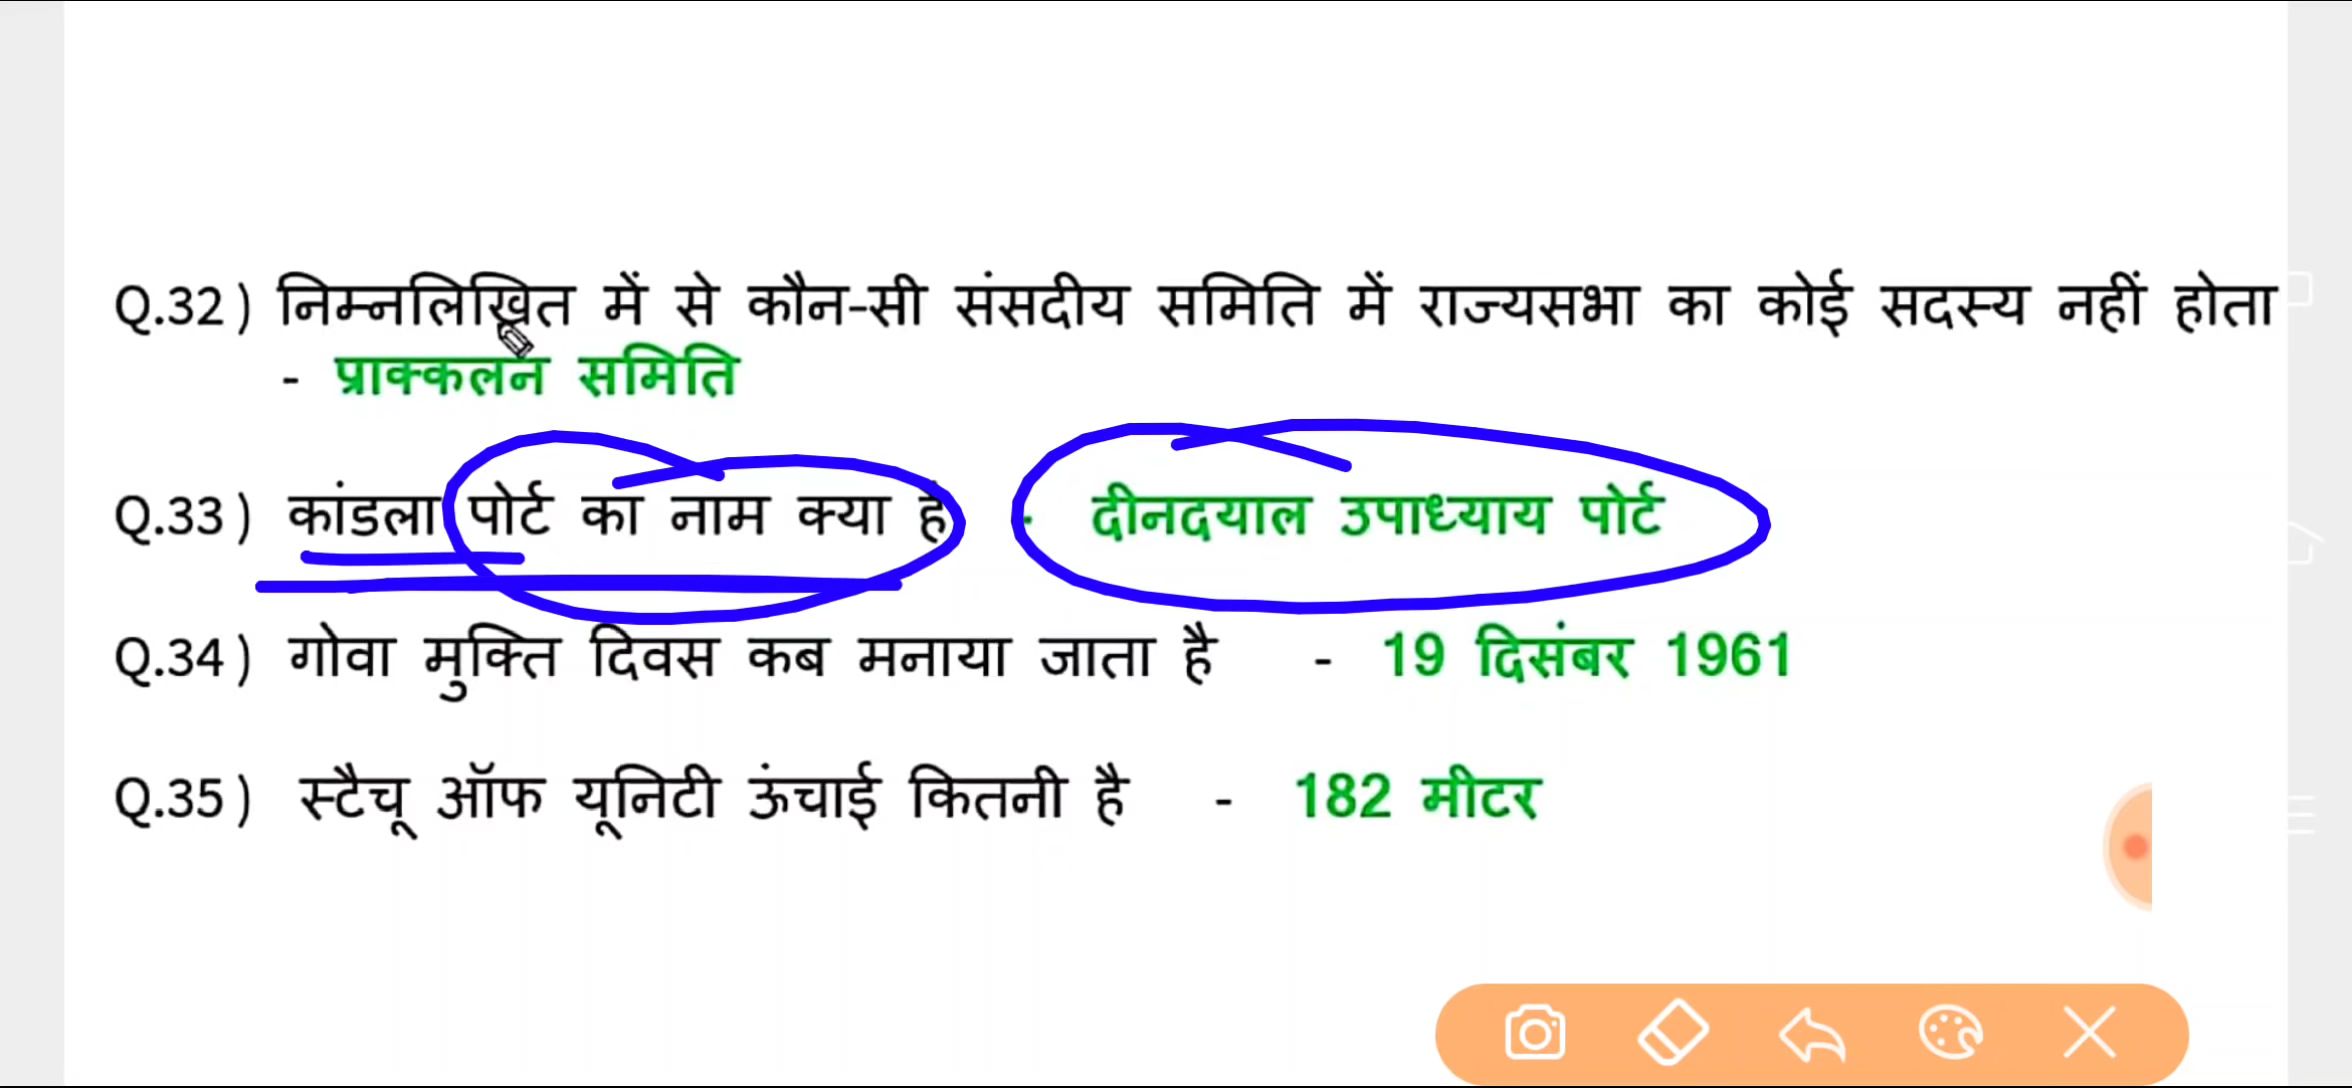 Q.32) निम्नलिखित में से कौन-सी संसदीय समिति में राज्यसभा का कोई सदस्य नहीं होता
- प्राक्कलन समिति
Q.33) कांडला पोर्ट का नाम क्या है - दीनदयाल उपाध्याय पोर्ट
Q.34) गोवा मुक्ति दिवस कब मनाया जाता है - 19 दिसंबर 1961
Q.35) स्टैचू ऑफ यूनिटी ऊंचाई कितनी है - 182 मीटर